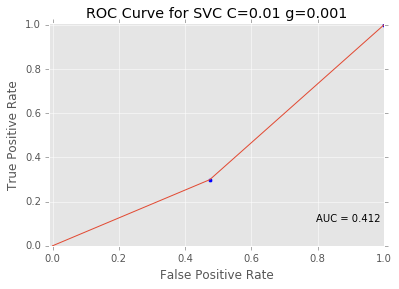 ROC Curve for SVC C=0.01 g=0.001
1.0
0.8
0.6
0.4
0.2
0.0
True Positive Rate
AUC = 0.412
0.0 0.2 0.4 0.6 0.8 1.0
False Positive Rate